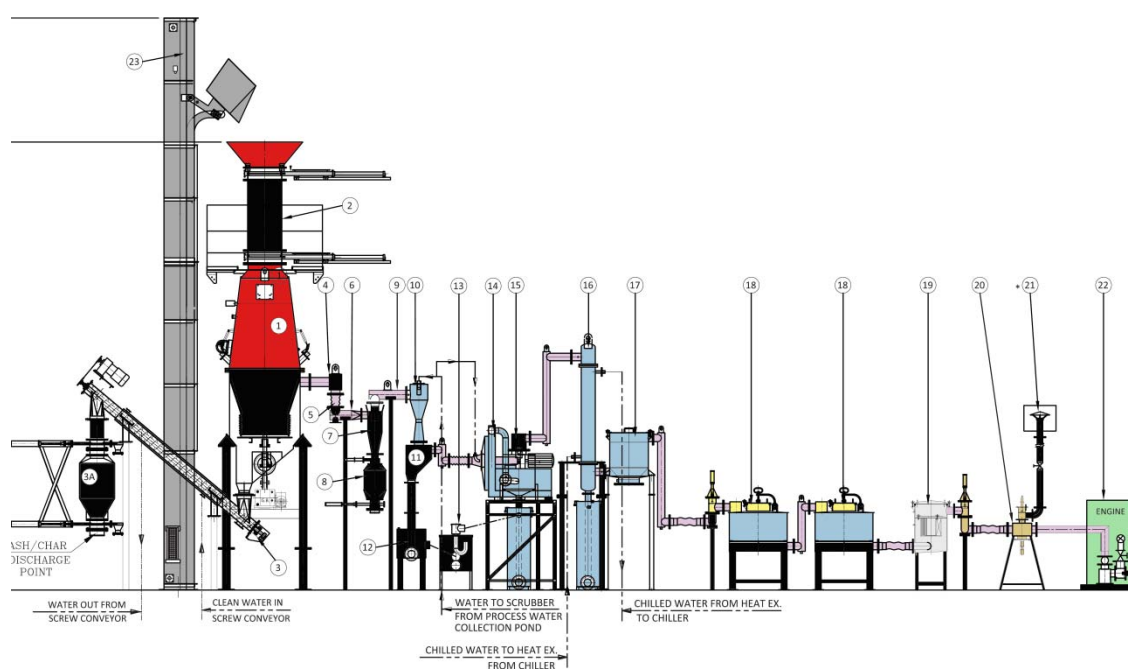 23
2
4
6
9
10
13
14
15
16
17
18
18
19
20
+ 21
22
1
5
7
11
8
3A
12
3
ENGINE
ASH/CHAR
DISCHARGE
POINT
WATER OUT FROM
SCREW CONVEYOR
CLEAN WATER IN
SCREW CONVEYOR
WATER TO SCRUBBER
FROM PROCESS WATER
COLLECTION POND
CHILLED WATER FROM HEAT EX.
TO CHILLER
CHILLED WATER TO HEAT EX.
FROM CHILLER